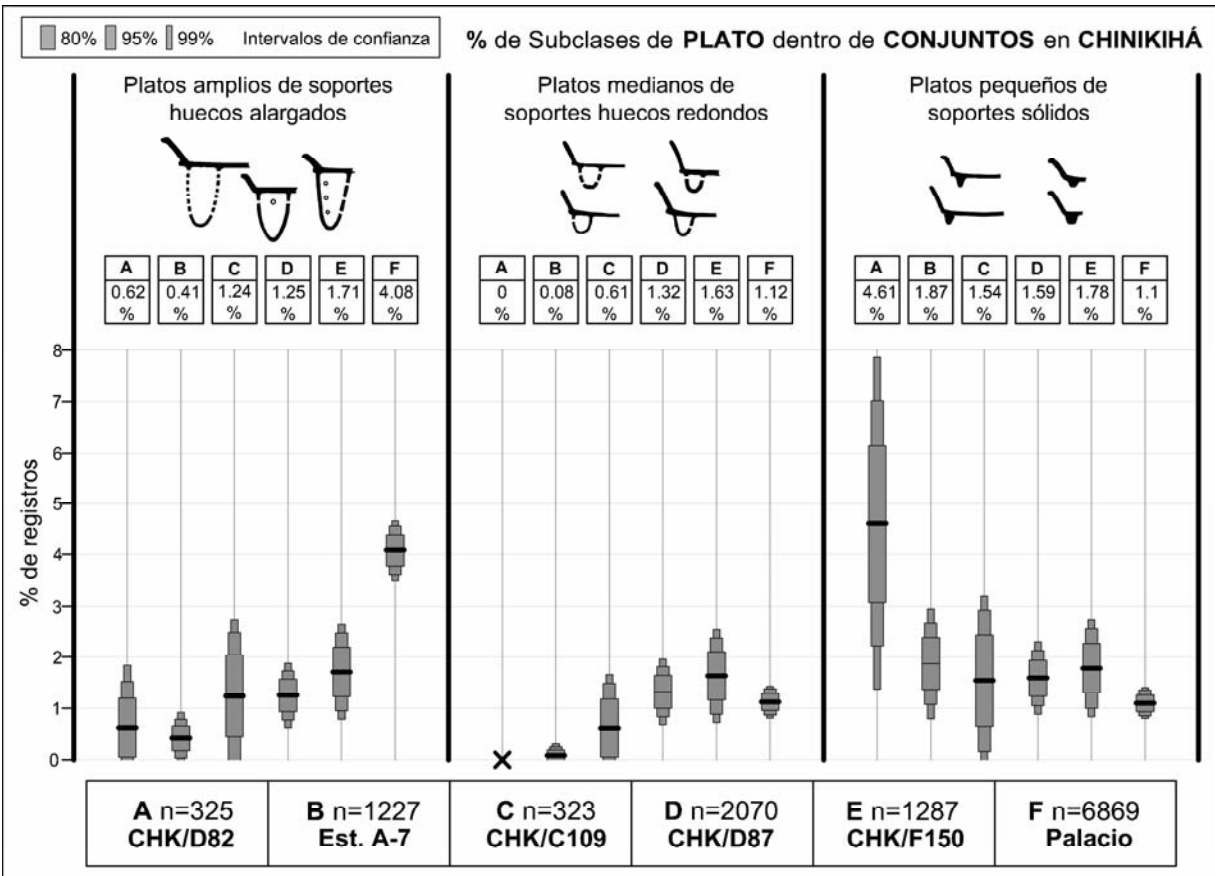 80% 95% 99% Intervalos de confianza
% de Subclases de PLATO dentro de CONJUNTOS en CHINIKIHÁ
Platos amplios de soportes
huecos alargados
A B C D E F
0.62 0.41 1.24 1.25 1.71 4.08
% % % % % %
Platos medianos de
soportes huecos redondos
A B C D E F
0 0.08 0.61 1.32 1.63 1.12
% % % % % %
Platos pequeños de
soportes sólidos
A B C D E F
4.61 1.87 1.54 1.59 1.78 1.1
% % % % % %
% de registros
8
7
6
5
4
3
2
1
0
A n=325
CHK/D82
B n=1227
Est. A-7
C n=323
CHK/C109
D n=2070
CHK/D87
E n=1287
CHK/F150
F n=6869
Palacio